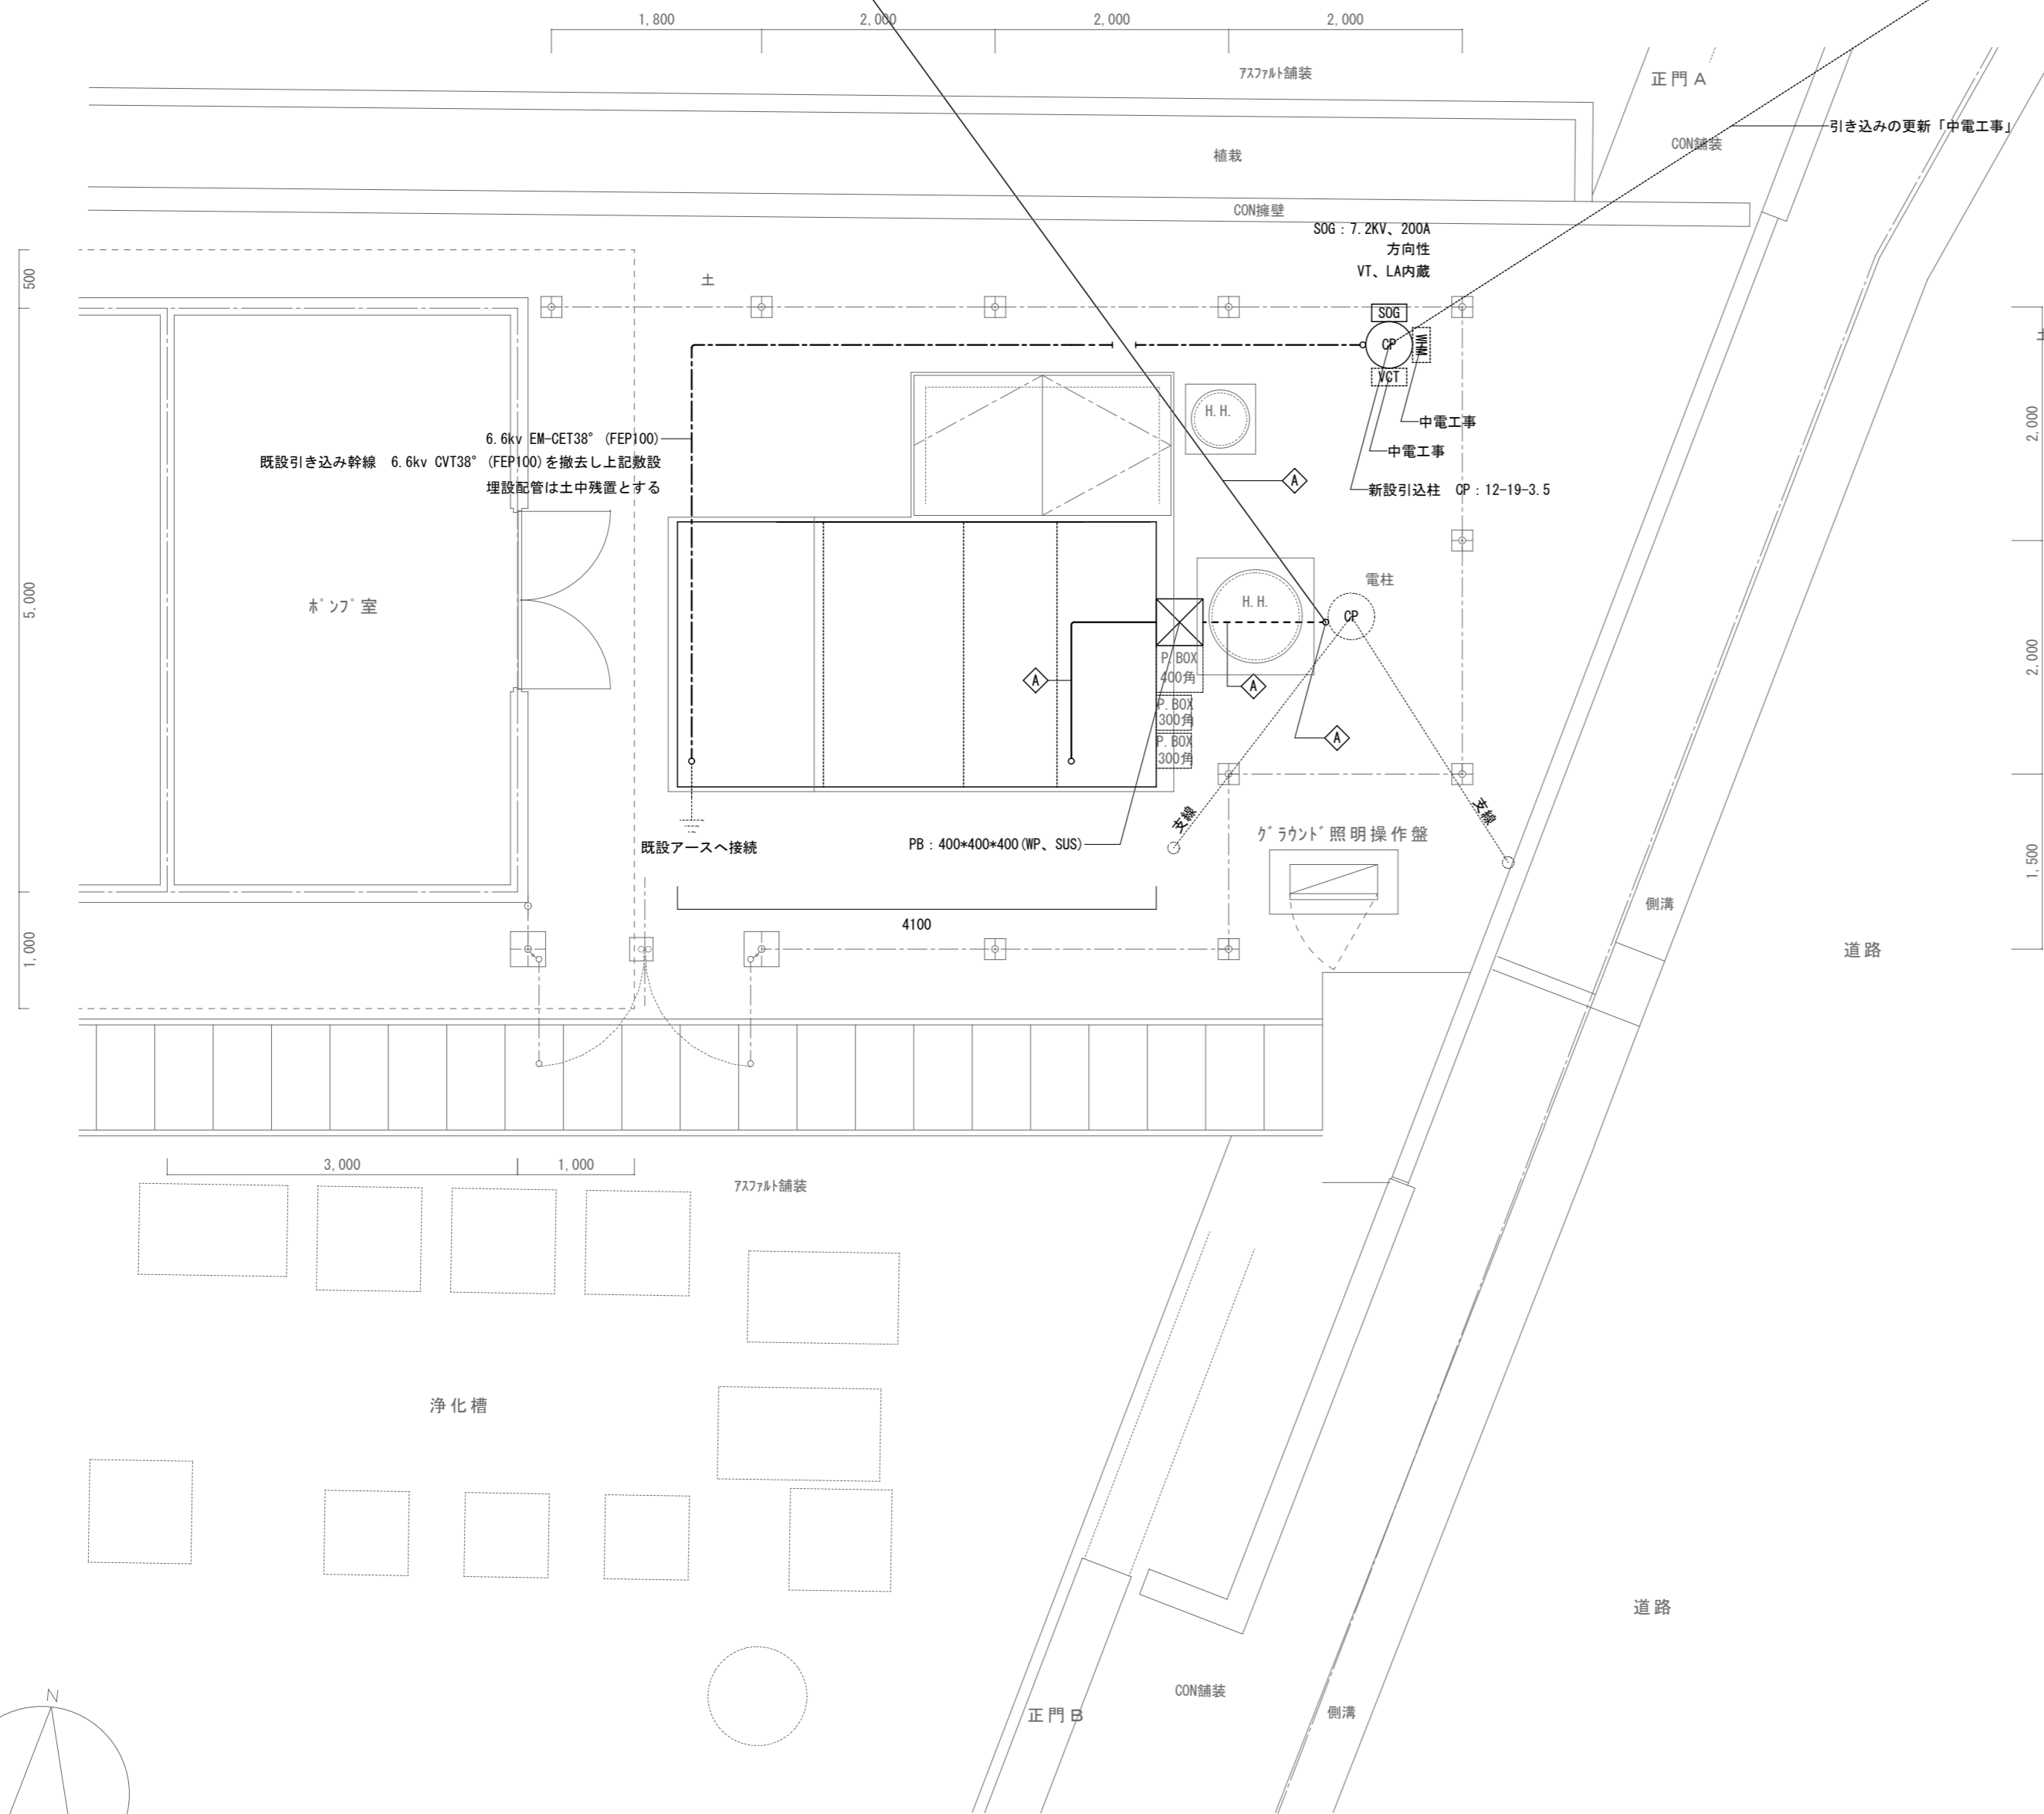 1,800
2,000
2,000
2,000
ｱｽﾌｧﾙﾄ舗装
正門A
引き込みの更新「中電工事」
CON舗装
植栽
CON擁壁
SOG：7.2KV、200A
方向性
VT、LA内蔵
500
土
土
SOG
CP
WHM
VCT
H.H.
中電工事
2,000
6.6kv EM-CET38°(FEP100)
中電工事
既設引き込み幹線　6.6kv CVT38°(FEP100)を撤去し上記敷設
埋設配管は土中残置とする
A
新設引込柱　CP：12-19-3.5
電柱
5,000
ﾎﾟﾝﾌﾟ室
H.H.
CP
P.BOX
400角
2,000
A
A
P.BOX
300角
A
P.BOX
300角
支線
支線
既設アースへ接続
PB：400*400*400(WP、SUS)
ｸﾞﾗｳﾝﾄﾞ照明操作盤
1,500
側溝
4100
1,000
道路
3,000
1,000
ｱｽﾌｧﾙﾄ舗装
浄化槽
道路
CON舗装
N
正門B
側溝